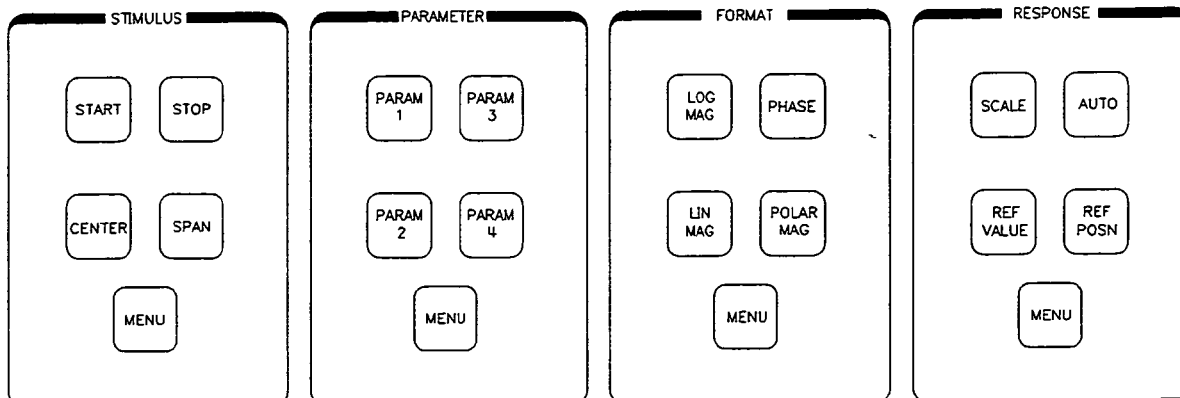 STIMULUS
START
STOP
CENTER
SPAN
MENU
PARAMETER
PARAM
1
PARAM
3
PARAM
2
PARAM
4
MENU
FORMAT
LOG
MAG
PHASE
LIN
MAG
POLAR
MAG
MENU
RESPONSE
SCALE
AUTO
REF
VALUE
REF
POSN
MENU